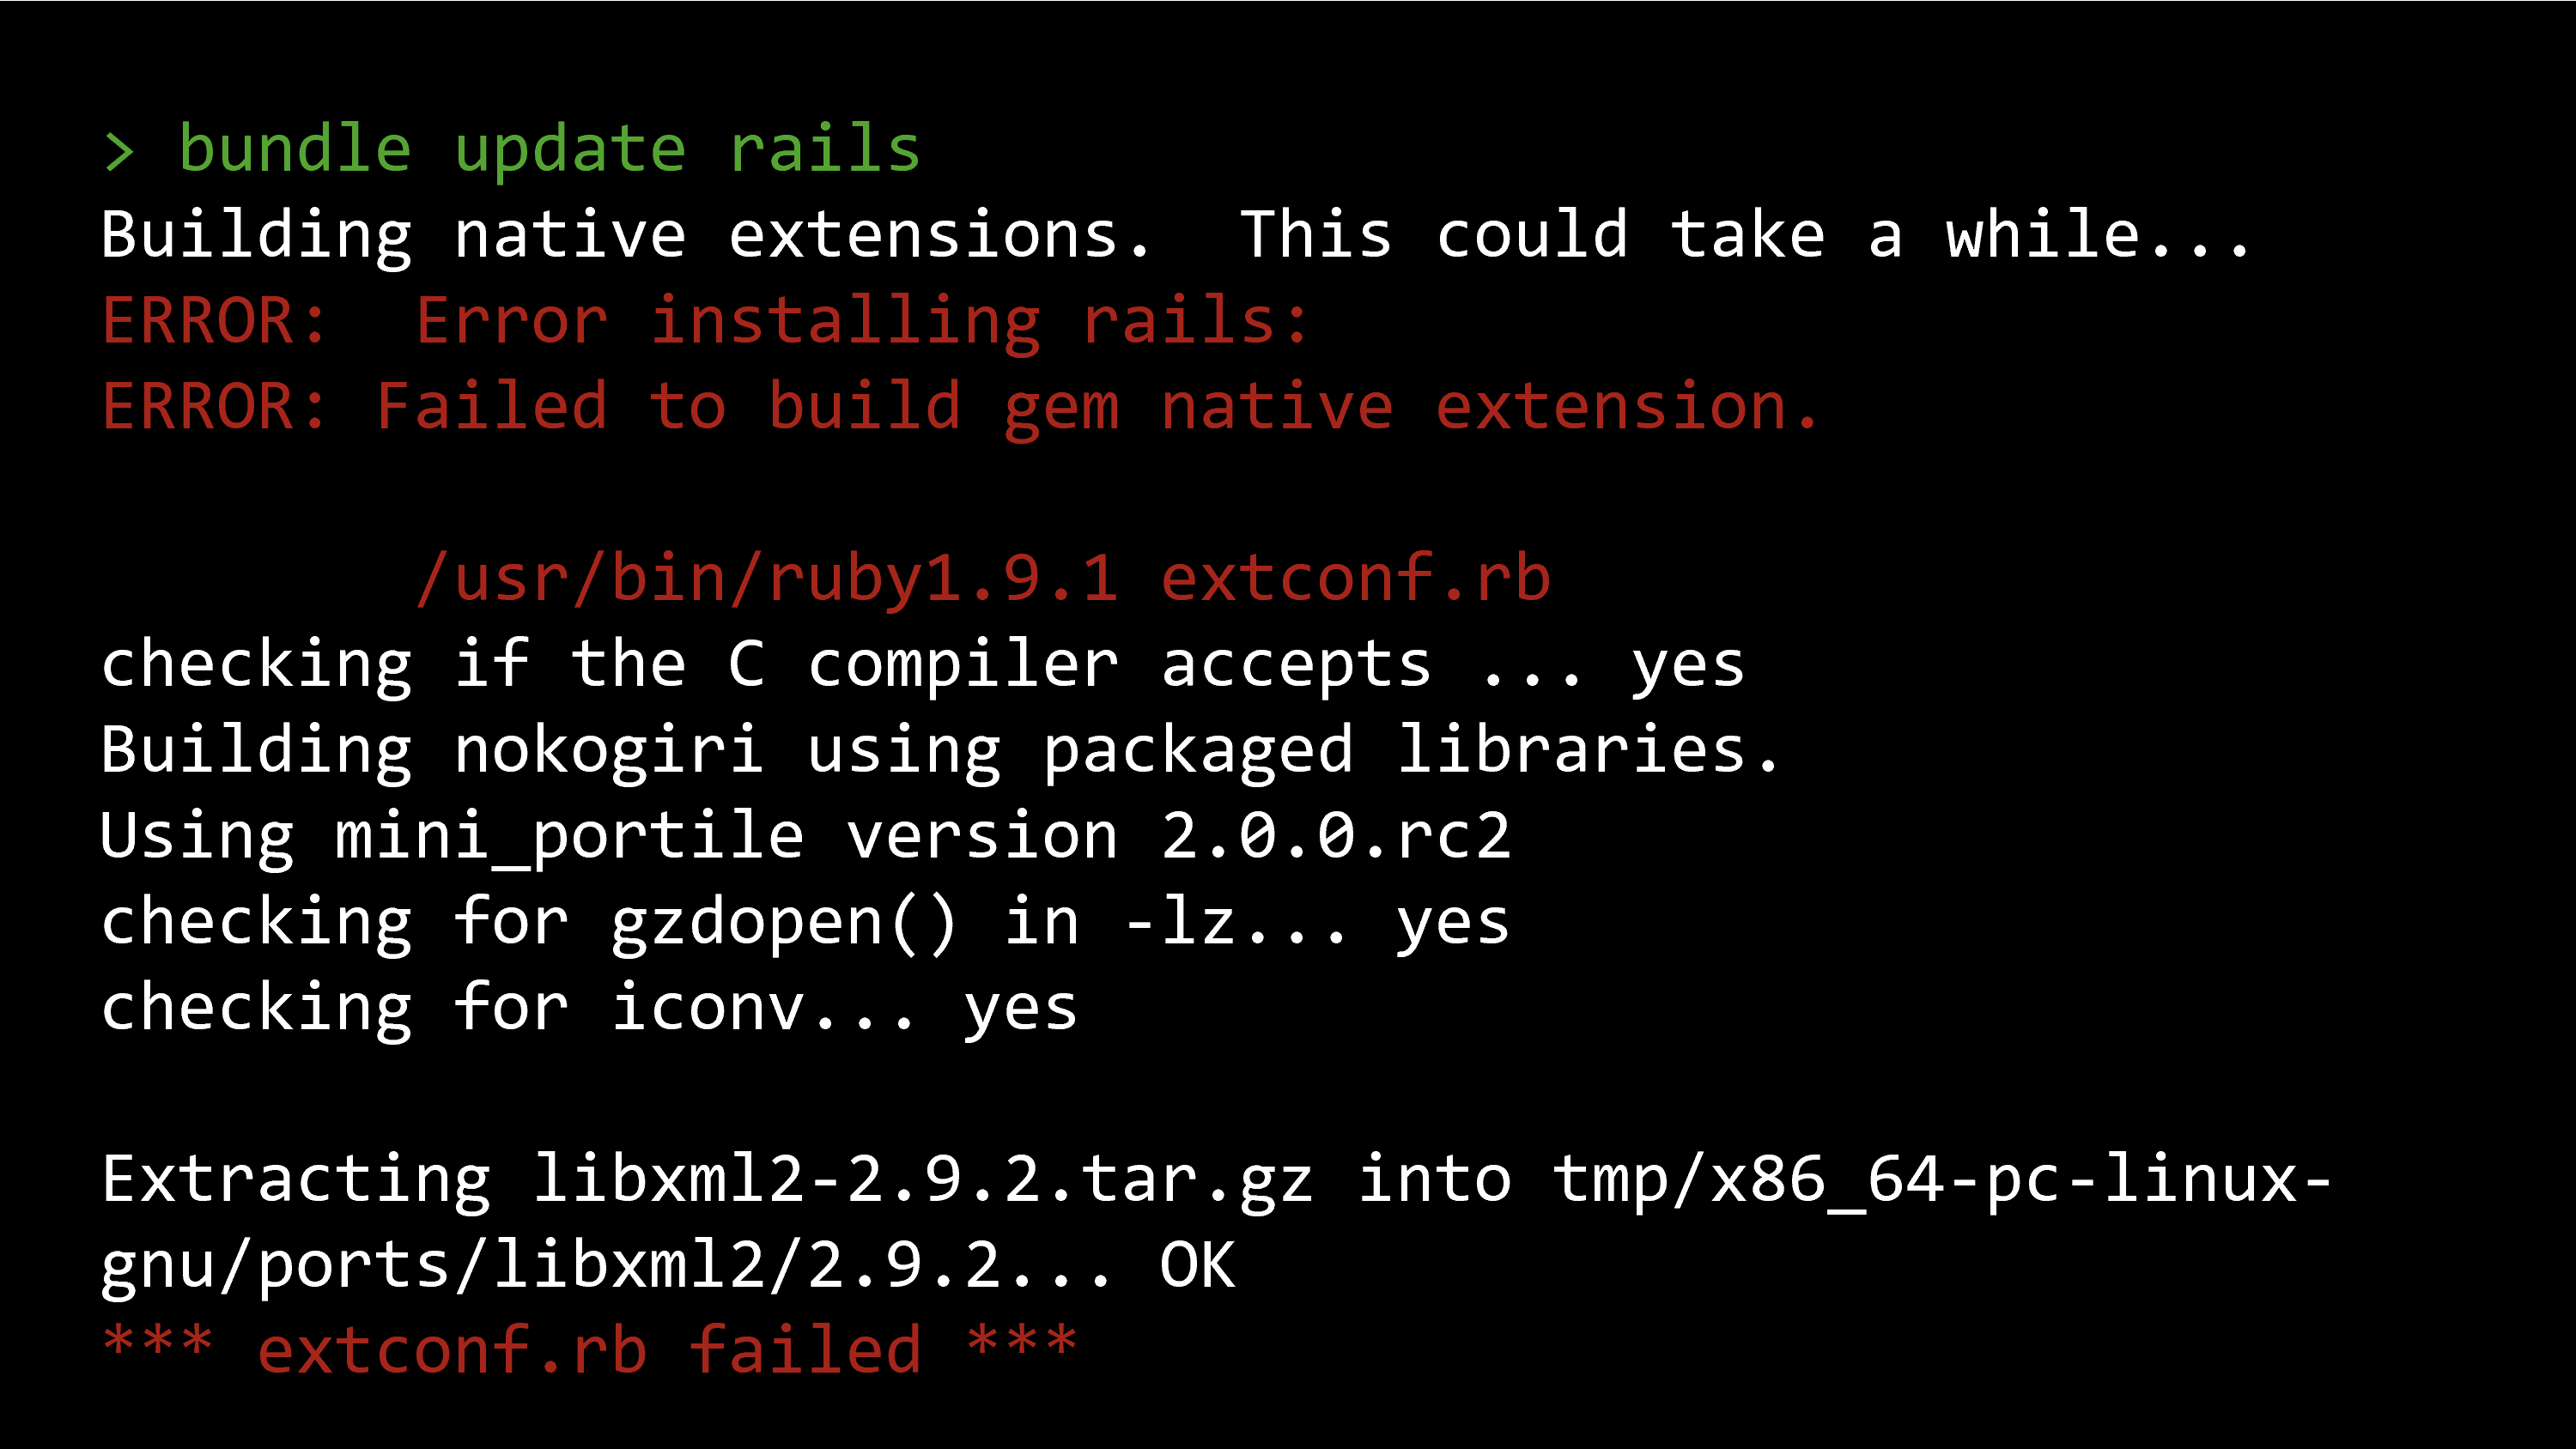 > bundle update rails
Building native extensions.  This could take a while...
ERROR:  Error installing rails:
ERROR: Failed to build gem native extension.
/usr/bin/ruby1.9.1 extconf.rb
checking if the C compiler accepts ... yes
Building nokogiri using packaged libraries.
Using mini_portile version 2.0.0.rc2
checking for gzdopen() in -lz... yes
checking for iconv... yes
Extracting libxml2-2.9.2.tar.gz into tmp/x86_64-pc-linux-
gnu/ports/libxml2/2.9.2... OK
*** extconf.rb failed ***